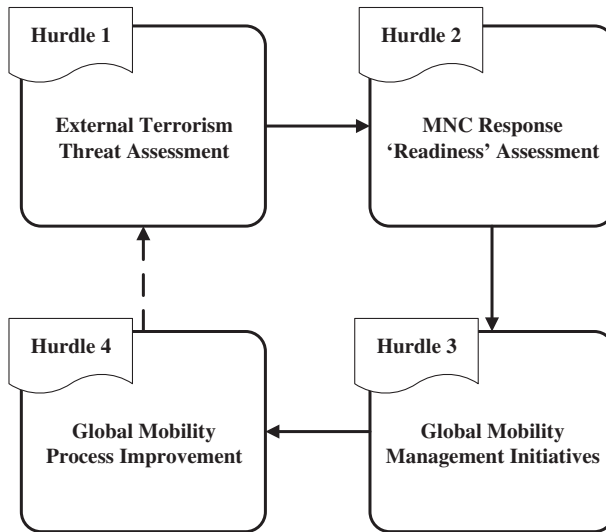 Hurdle 1
External Terrorism
Threat Assessment
Hurdle 2
MNC Response
‘Readiness’ Assessment
Hurdle 3
Global Mobility
Management Initiatives
Hurdle 4
Global Mobility
Process Improvement